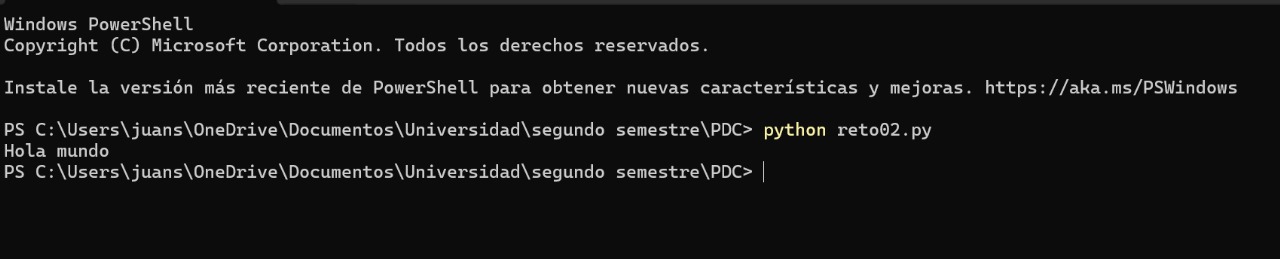 Windows PowerShell
Copyright (C) Microsoft Corporation. Todos los derechos reservados.
Instale la versión más reciente de PowerShell para obtener nuevas características y mejoras. https://aka.ms/PSWindows
PS C:\Users\juans\OneDrive\Documentos\Universidad\segundo semestre\PDC> python reto02.py
Hola mundo
PS C:\Users\juans\OneDrive\Documentos\Universidad\segundo semestre\PDC>